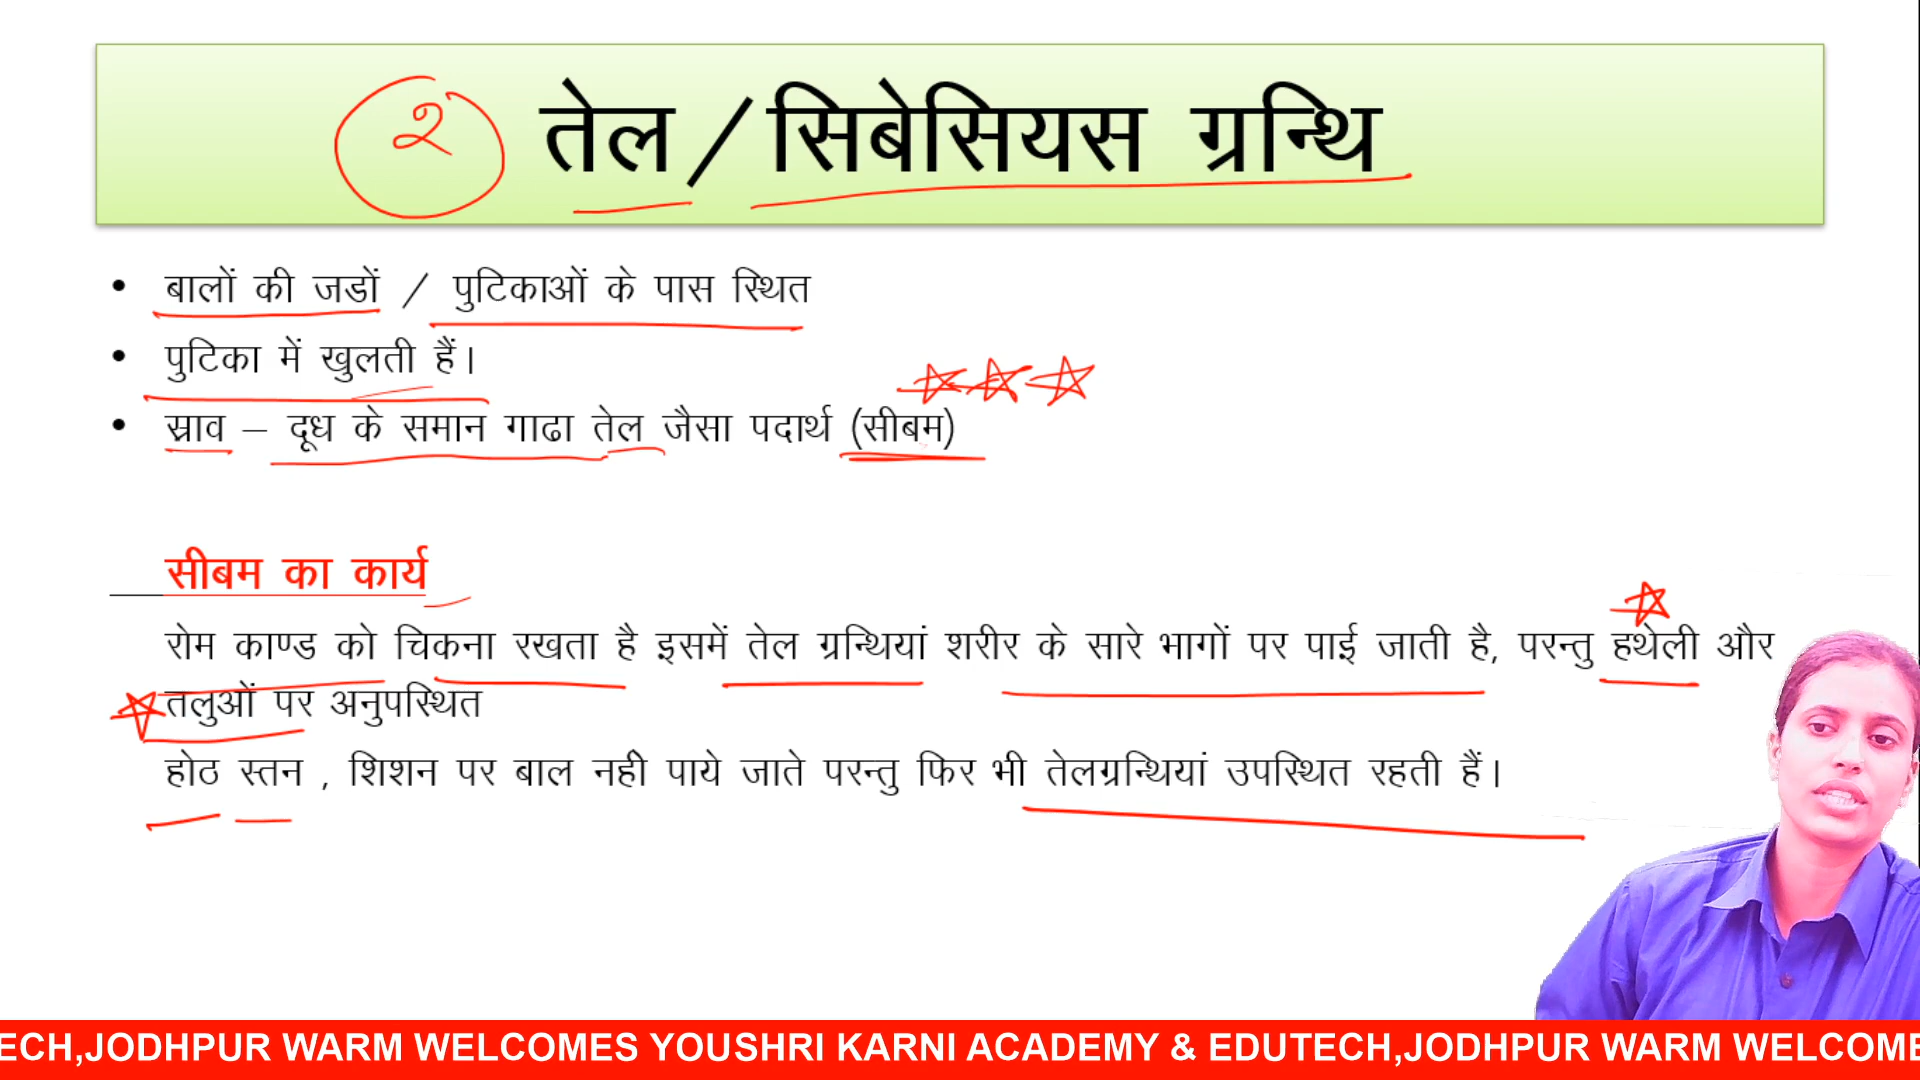 २ तेल/सिबेसियस ग्रन्थि
• बालों की जडों / पुटिकाओं के पास स्थित
• पुटिका में खुलती हैं।
• स्राव – दूध के समान गाढा तेल जैसा पदार्थ (सीबम)
सीबम का कार्य
रोम काण्ड को चिकना रखता है इसमें तेल ग्रन्थियां शरीर के सारे भागों पर पाई जाती है, परन्तु हथेली और
तलुओं पर अनुपस्थित
होठ स्तन , शिशन पर बाल नही पाये जाते परन्तु फिर भी तेलग्रन्थियां उपस्थित रहती हैं।
ECH,JODHPUR WARM WELCOMES YOUSHRI KARNI ACADEMY & EDUTECH,JODHPUR WARM WELCOME